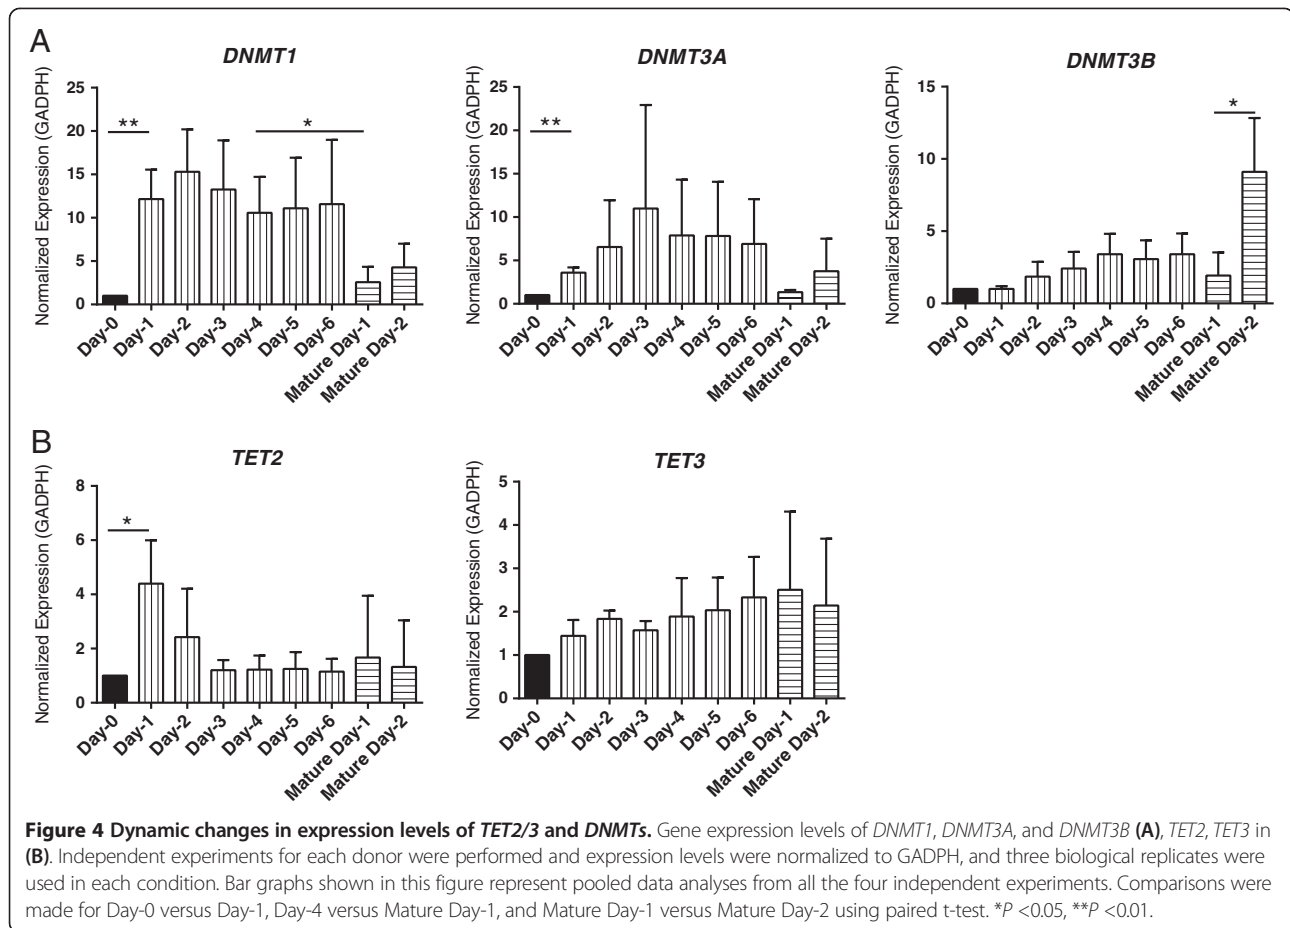 A
DNMT1
Normalized Expression (GADPH)
25
20
15
10
5
0
**
*
Day-0
Day-1
Day-2
Day-3
Day-4
Day-5
Day-6
Mature Day-1
Mature Day-2
DNMT3A
Normalized Expression (GADPH)
25
20
15
10
5
0
**
Day-0
Day-1
Day-2
Day-3
Day-4
Day-5
Day-6
Mature Day-1
Mature Day-2
DNMT3B
Normalized Expression (GADPH)
15
10
5
0
*
Day-0
Day-1
Day-2
Day-3
Day-4
Day-5
Day-6
Mature Day-1
Mature Day-2
B
TET2
Normalized Expression (GADPH)
8
6
4
2
0
*
Day-0
Day-1
Day-2
Day-3
Day-4
Day-5
Day-6
Mature Day-1
Mature Day-2
TET3
Normalized Expression (GADPH)
5
4
3
2
1
0
Day-0
Day-1
Day-2
Day-3
Day-4
Day-5
Day-6
Mature Day-1
Mature Day-2
Figure 4 Dynamic changes in expression levels of TET2/3 and DNMTs. Gene expression levels of DNMT1, DNMT3A, and DNMT3B (A), TET2, TET3 in
(B). Independent experiments for each donor were performed and expression levels were normalized to GADPH, and three biological replicates were
used in each condition. Bar graphs shown in this figure represent pooled data analyses from all the four independent experiments. Comparisons were
made for Day-0 versus Day-1, Day-4 versus Mature Day-1, and Mature Day-1 versus Mature Day-2 using paired t-test. *P <0.05, **P <0.01.